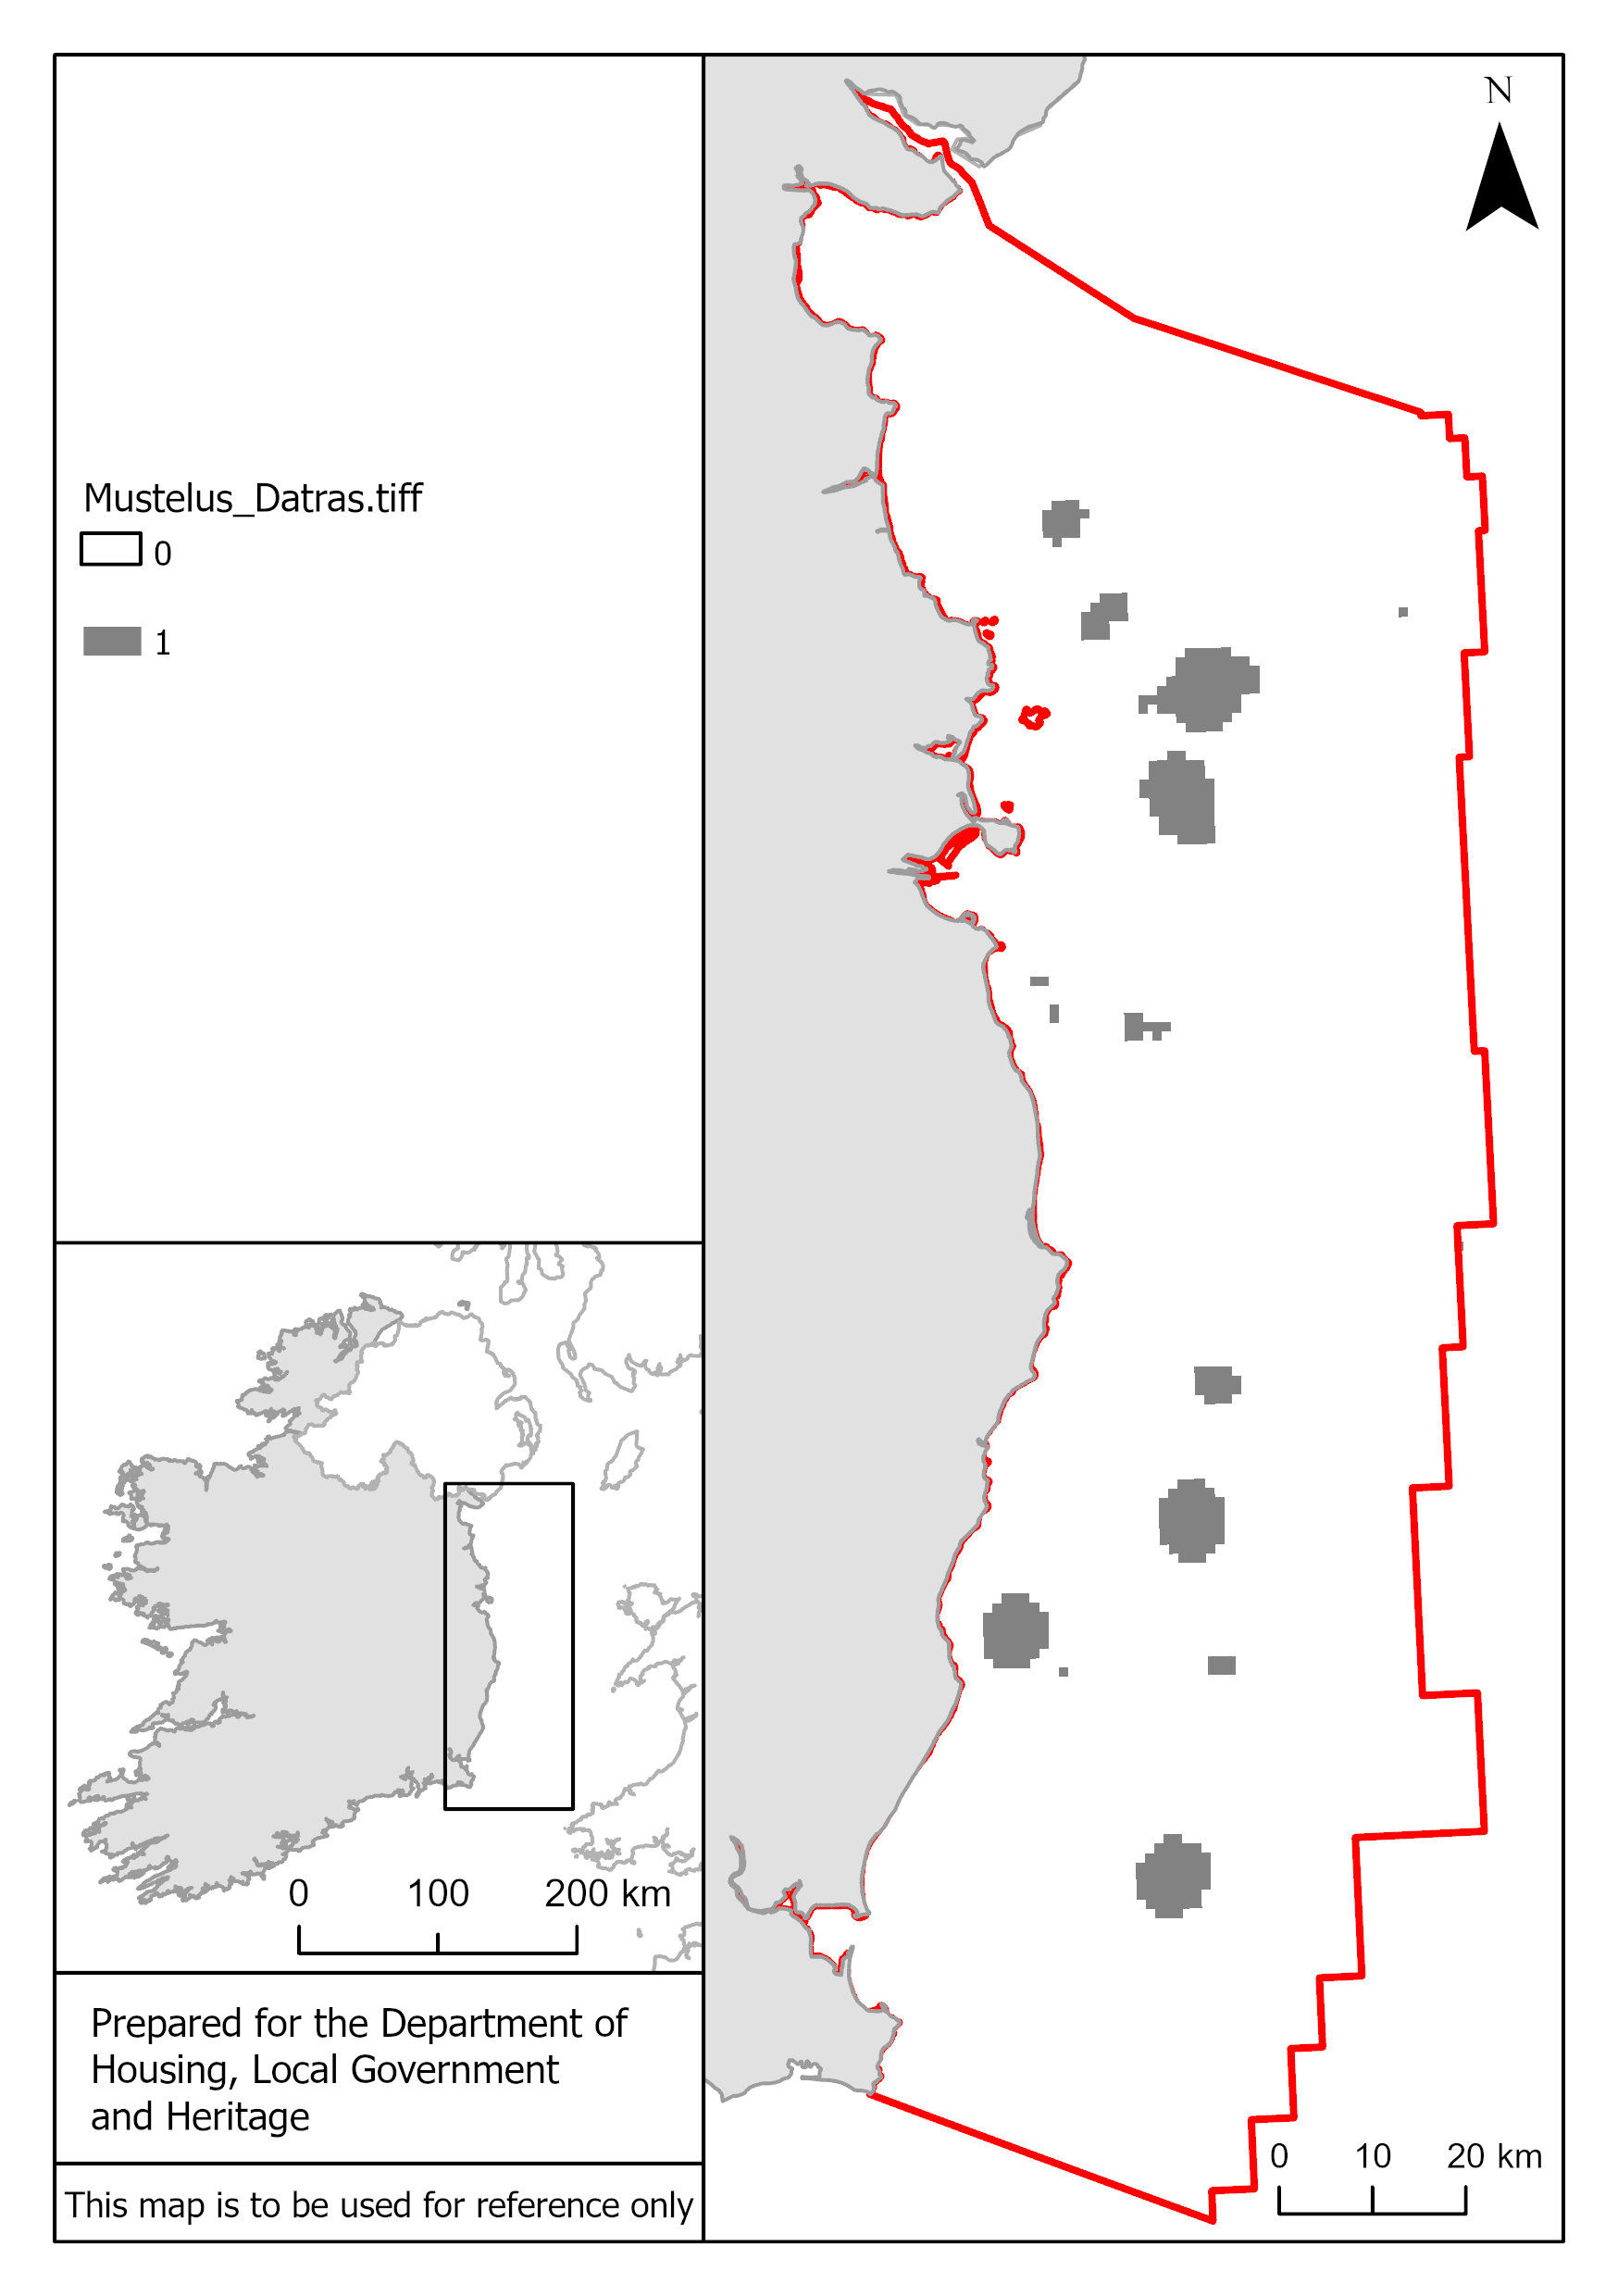 N
Mustelus_Datras.tiff
0
1
0 100 200 km
Prepared for the Department of
Housing, Local Government
and Heritage
This map is to be used for reference only
0 10 20 km